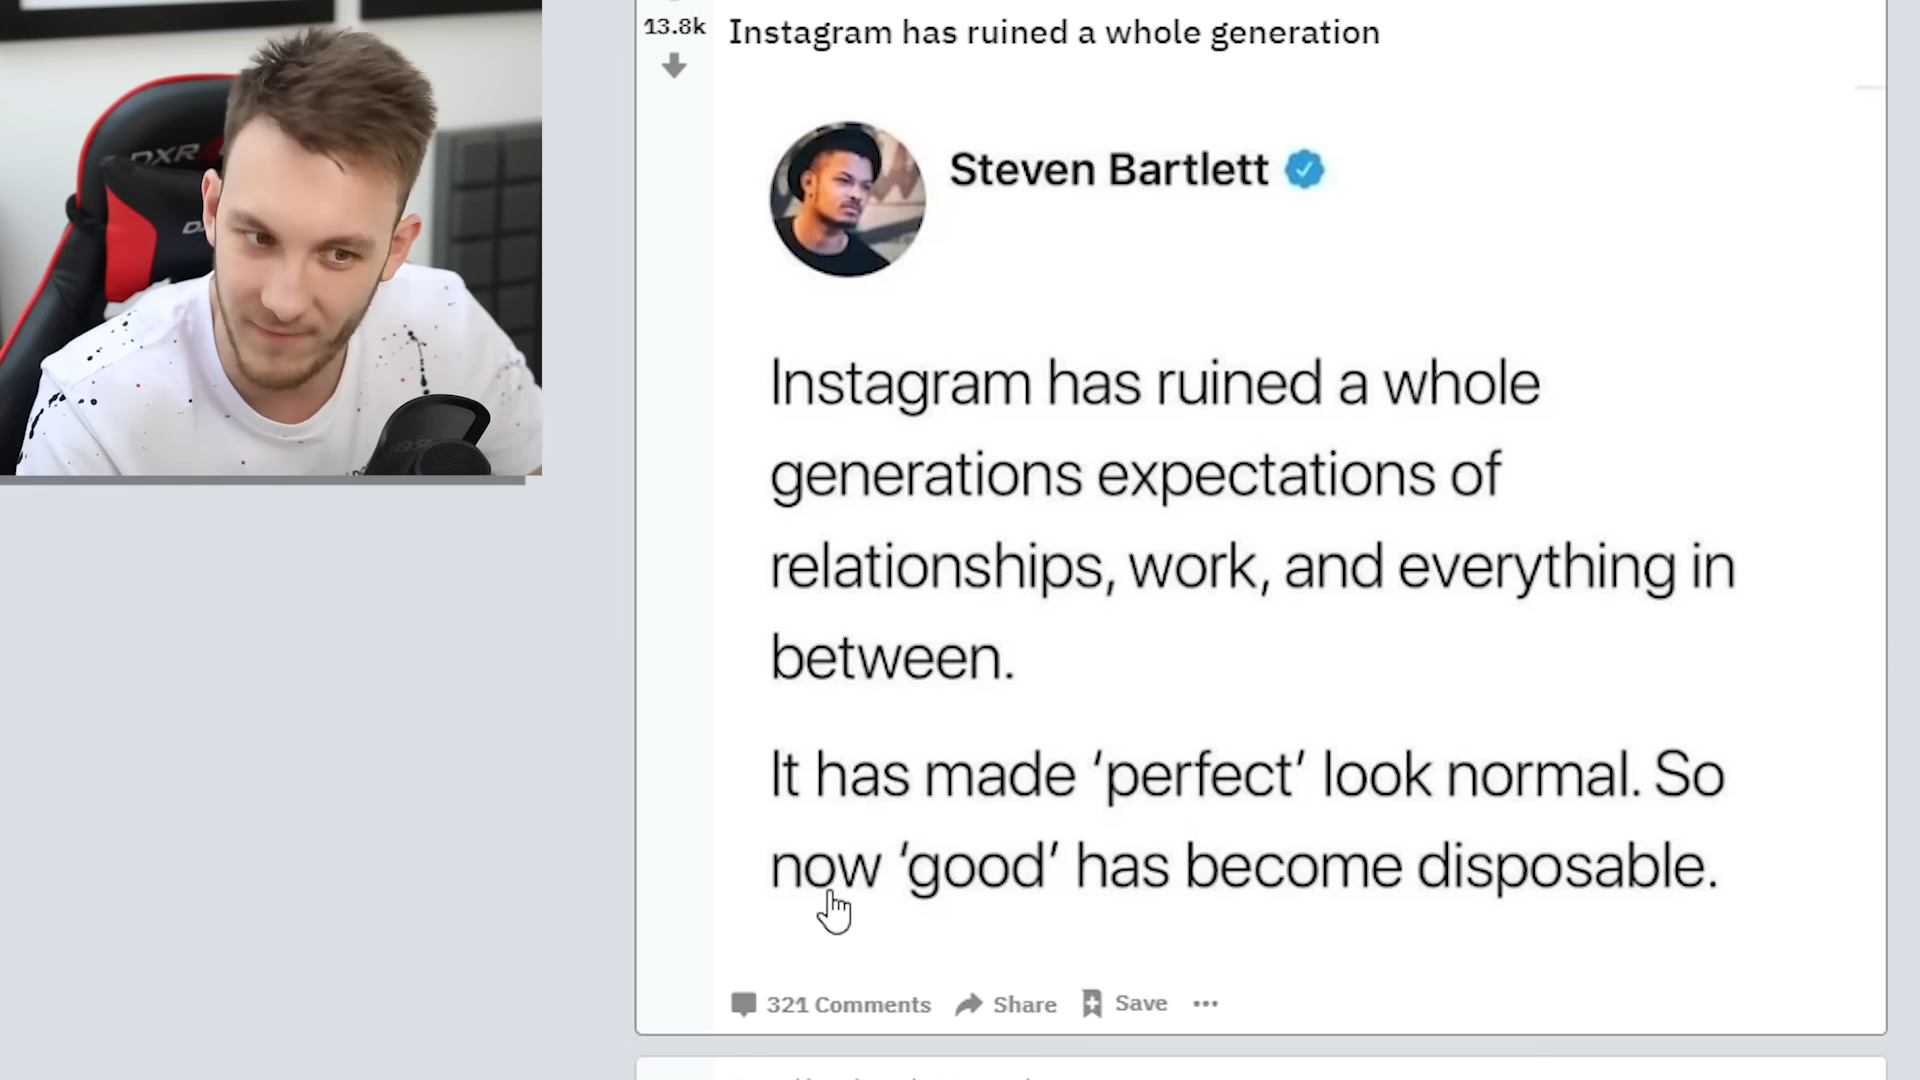 13.8k
Instagram has ruined a whole generation
DXR
Steven Bartlett
Instagram has ruined a whole
generations expectations of
relationships, work, and everything in
between.
It has made ‘perfect’ look normal. So
now ‘good’ has become disposable.
321 Comments
Share
Save